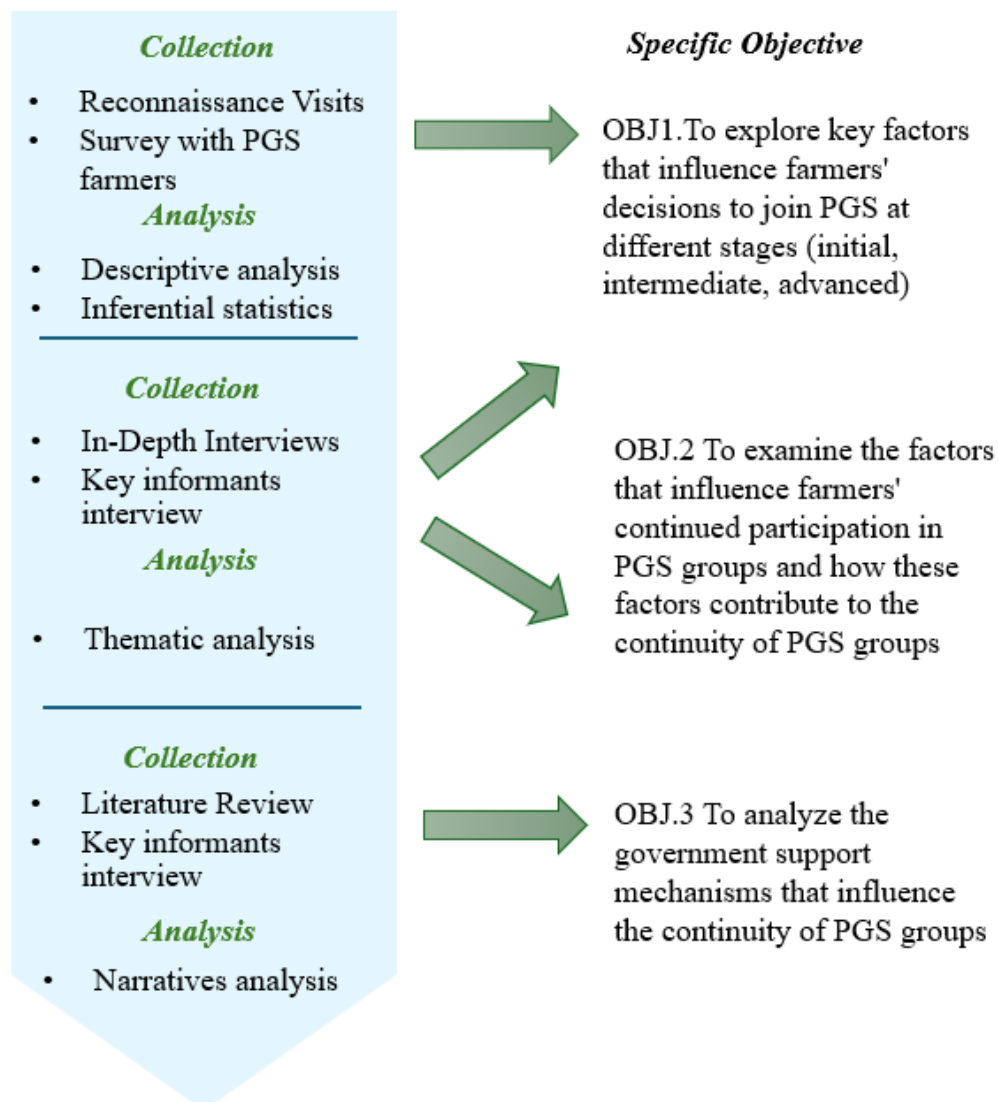 Collection
• Reconnaissance Visits
• Survey with PGS
farmers
Analysis
• Descriptive analysis
• Inferential statistics
Collection
• In-Depth Interviews
• Key informants
interview
Analysis
• Thematic analysis
Collection
• Literature Review
• Key informants
interview
Analysis
• Narratives analysis
Specific Objective
OBJ1.To explore key factors
that influence farmers'
decisions to join PGS at
different stages (initial,
intermediate, advanced)
OBJ.2 To examine the factors
that influence farmers'
continued participation in
PGS groups and how these
factors contribute to the
continuity of PGS groups
OBJ.3 To analyze the
government support
mechanisms that influence
the continuity of PGS groups